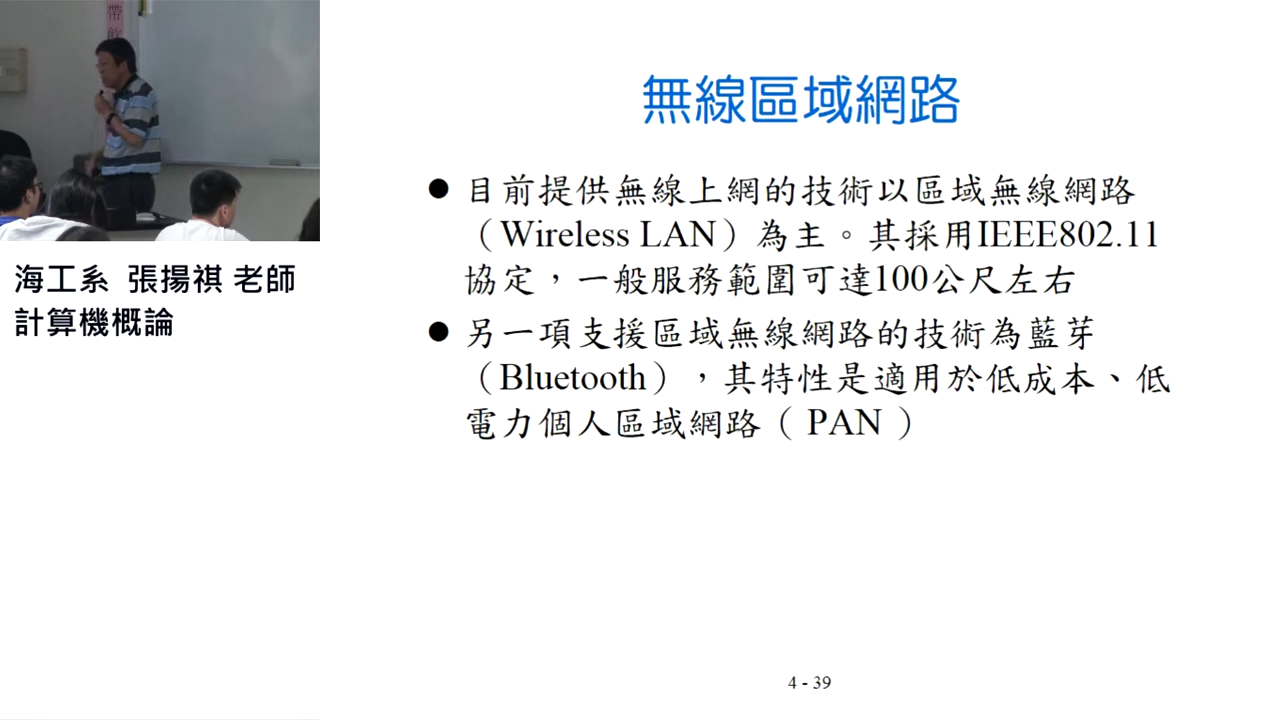 海工系 張揚祺 老師
計算機概論
無線區域網路
● 目前提供無線上網的技術以區域無線網路
（Wireless LAN）為主。其採用IEEE802.11
協定，一般服務範圍可達100公尺左右
● 另一項支援區域無線網路的技術為藍芽
（Bluetooth），其特性是適用於低成本、低
電力個人區域網路（ PAN ）
4 - 39